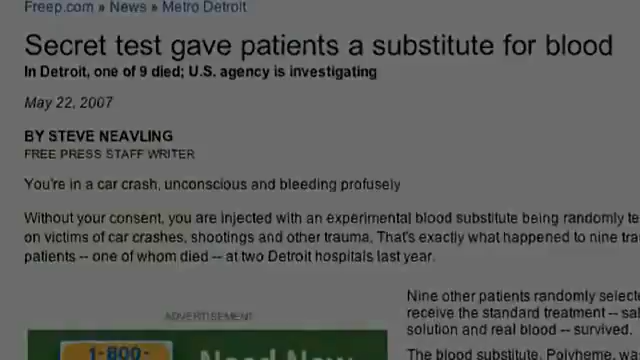 Freep.com » News » Metro Detroit
Secret test gave patients a substitute for blood
In Detroit, one of 9 died; U.S. agency is investigating
May 22, 2007
BY STEVE NEAVLING
FREE PRESS STAFF WRITER
You're in a car crash, unconscious and bleeding profusely
Without your consent, you are injected with an experimental blood substitute being randomly te
on victims of car crashes, shootings and other trauma. That's exactly what happened to nine tra
patients -- one of whom died -- at two Detroit hospitals last year.
Nine other patients randomly selecte
receive the standard treatment -- sal
solution and real blood -- survived.
The blood substitute, Polyheme, wa
ADVERTISEMENT
1-800-
Need New